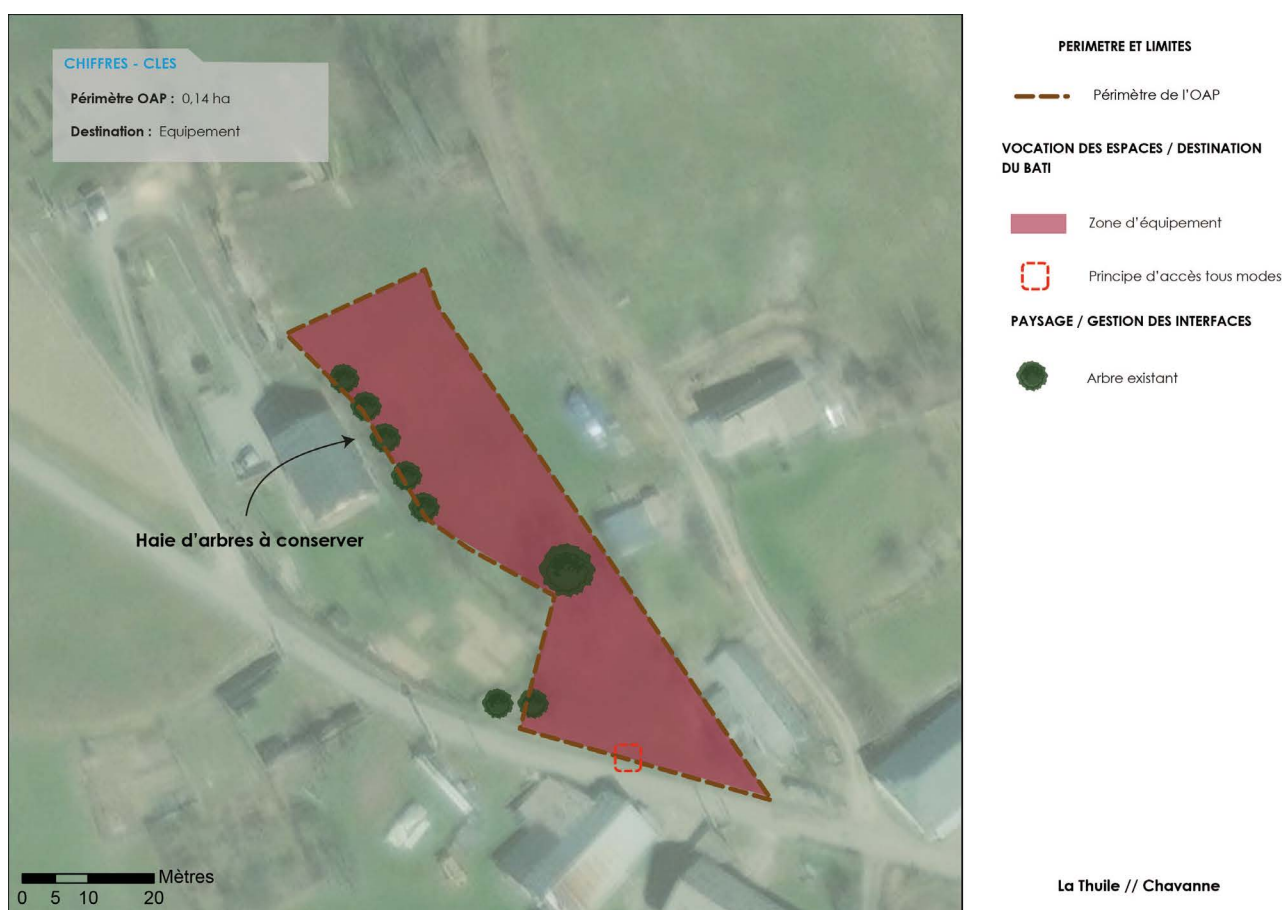 CHIFFRES - CLES
Périmètre OAP : 0,14 ha
Destination : Equipement
Haie d'arbres à conserver
Mètres
0 5 10 20
PERIMETRE ET LIMITES
Périmètre de l'OAP
VOCATION DES ESPACES / DESTINATION
DU BATI
Zone d'équipement
Principe d'accès tous modes
PAYSAGE / GESTION DES INTERFACES
Arbre existant
La Thuile // Chavanne